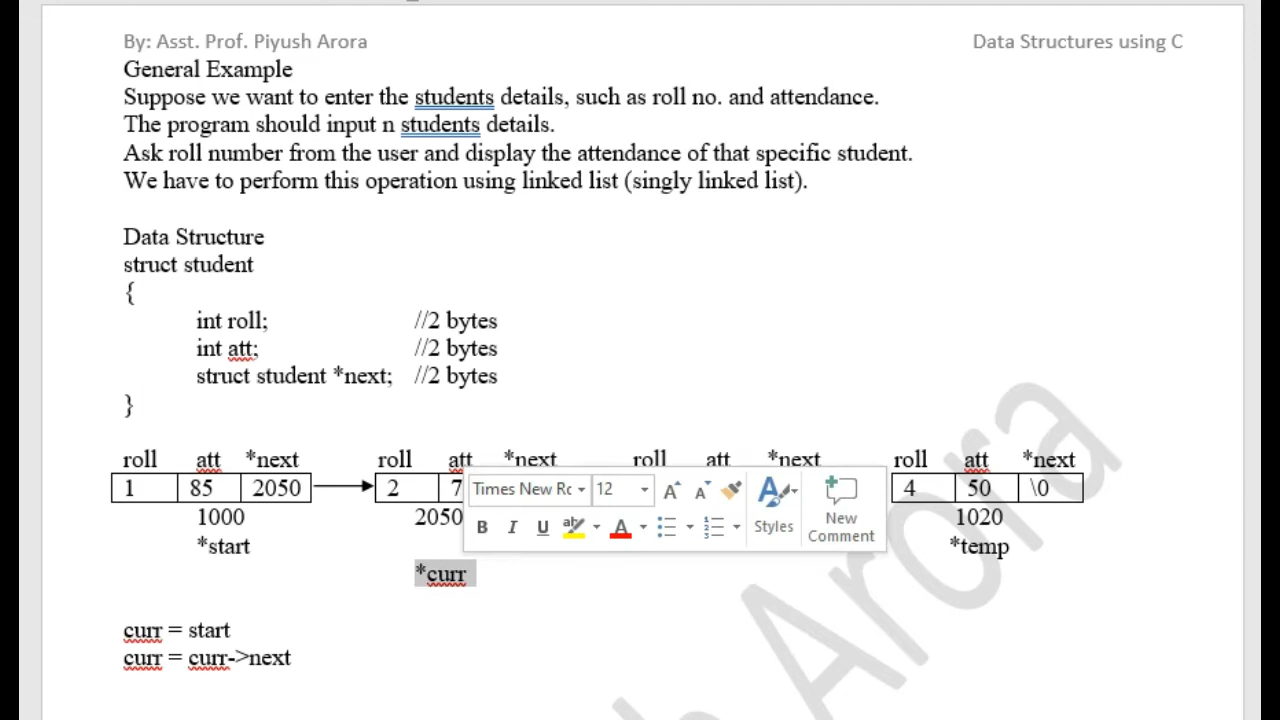 By: Asst. Prof. Piyush Arora Data Structures using C
General Example
Suppose we want to enter the students details, such as roll no. and attendance.
The program should input n students details.
Ask roll number from the user and display the attendance of that specific student.
We have to perform this operation using linked list (singly linked list).
Data Structure
struct student
{
int roll; //2 bytes
int att; //2 bytes
struct student *next; //2 bytes
}
roll att *next roll att *next roll att *next roll att *next
1 85 2050 2 7 Times New Ro 12 4 50 \0
1000 2050 B I U ab A A Styles New Comment 1020
*start *temp
*curr
curr = start
curr = curr->next
Arora